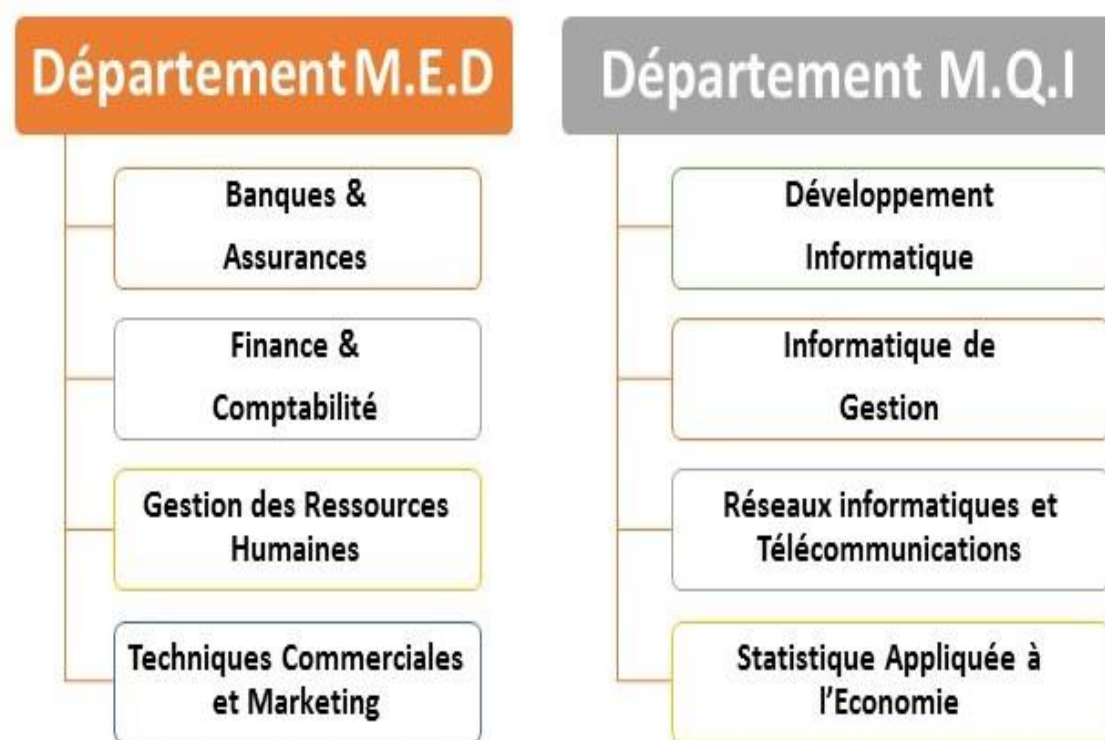 Département M.E.D
Banques &
Assurances
Finance &
Comptabilité
Gestion des Ressources
Humaines
Techniques Commerciales
et Marketing
Département M.Q.I
Développement
Informatique
Informatique de
Gestion
Réseaux informatiques et
Télécommunications
Statistique Appliquée à
l'Economie